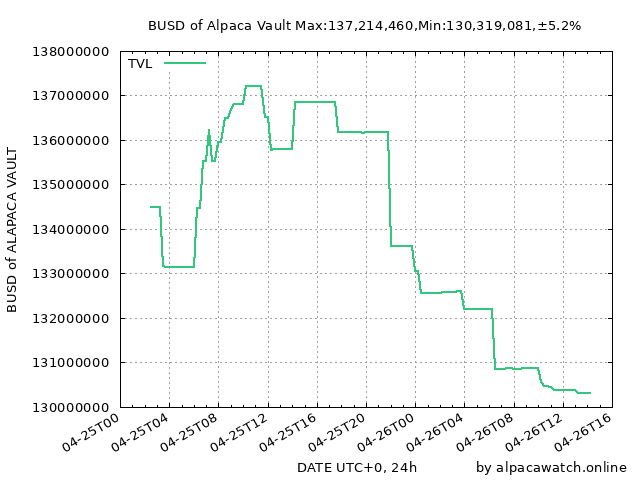 BUSD of Alpaca Vault Max:137,214,460,Min:130,319,081,±5.2%
TVL
138000000
137000000
136000000
135000000
134000000
133000000
132000000
131000000
130000000
BUSD of ALAPACA VAULT
04-25T00
04-25T04
04-25T08
04-25T12
04-25T16
04-25T20
04-26T00
04-26T04
04-26T08
04-26T12
04-26T16
DATE UTC+0, 24h
by alpacawatch.online